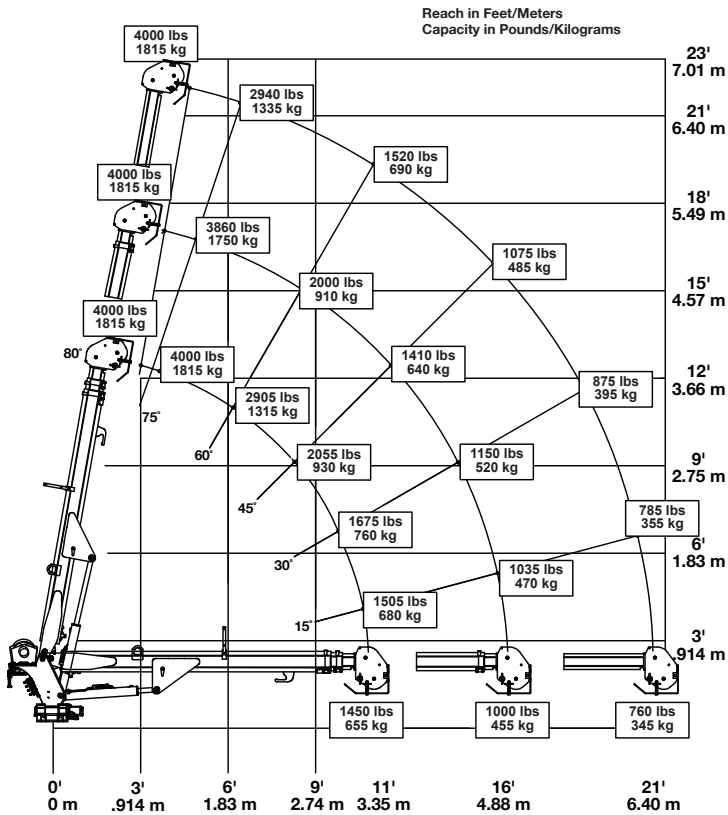 Reach in Feet/Meters
Capacity in Pounds/Kilograms
4000 lbs
1815 kg
23'
7.01 m
2940 lbs
1335 kg
21'
6.40 m
1520 lbs
690 kg
4000 lbs
1815 kg
18'
5.49 m
3860 lbs
1750 kg
1075 lbs
485 kg
2000 lbs
910 kg
15'
4.57 m
4000 lbs
1815 kg
80°
4000 lbs
1815 kg
1410 lbs
640 kg
12'
3.66 m
875 lbs
395 kg
75°
2905 lbs
1315 kg
60°
2055 lbs
930 kg
1150 lbs
520 kg
9'
2.75 m
45°
1675 lbs
760 kg
785 lbs
355 kg
6'
1.83 m
30°
1035 lbs
470 kg
1505 lbs
680 kg
15°
3'
.914 m
1450 lbs
655 kg
1000 lbs
455 kg
760 lbs
345 kg
0'
0 m
3'
.914 m
6'
1.83 m
9'
2.74 m
11'
3.35 m
16'
4.88 m
21'
6.40 m